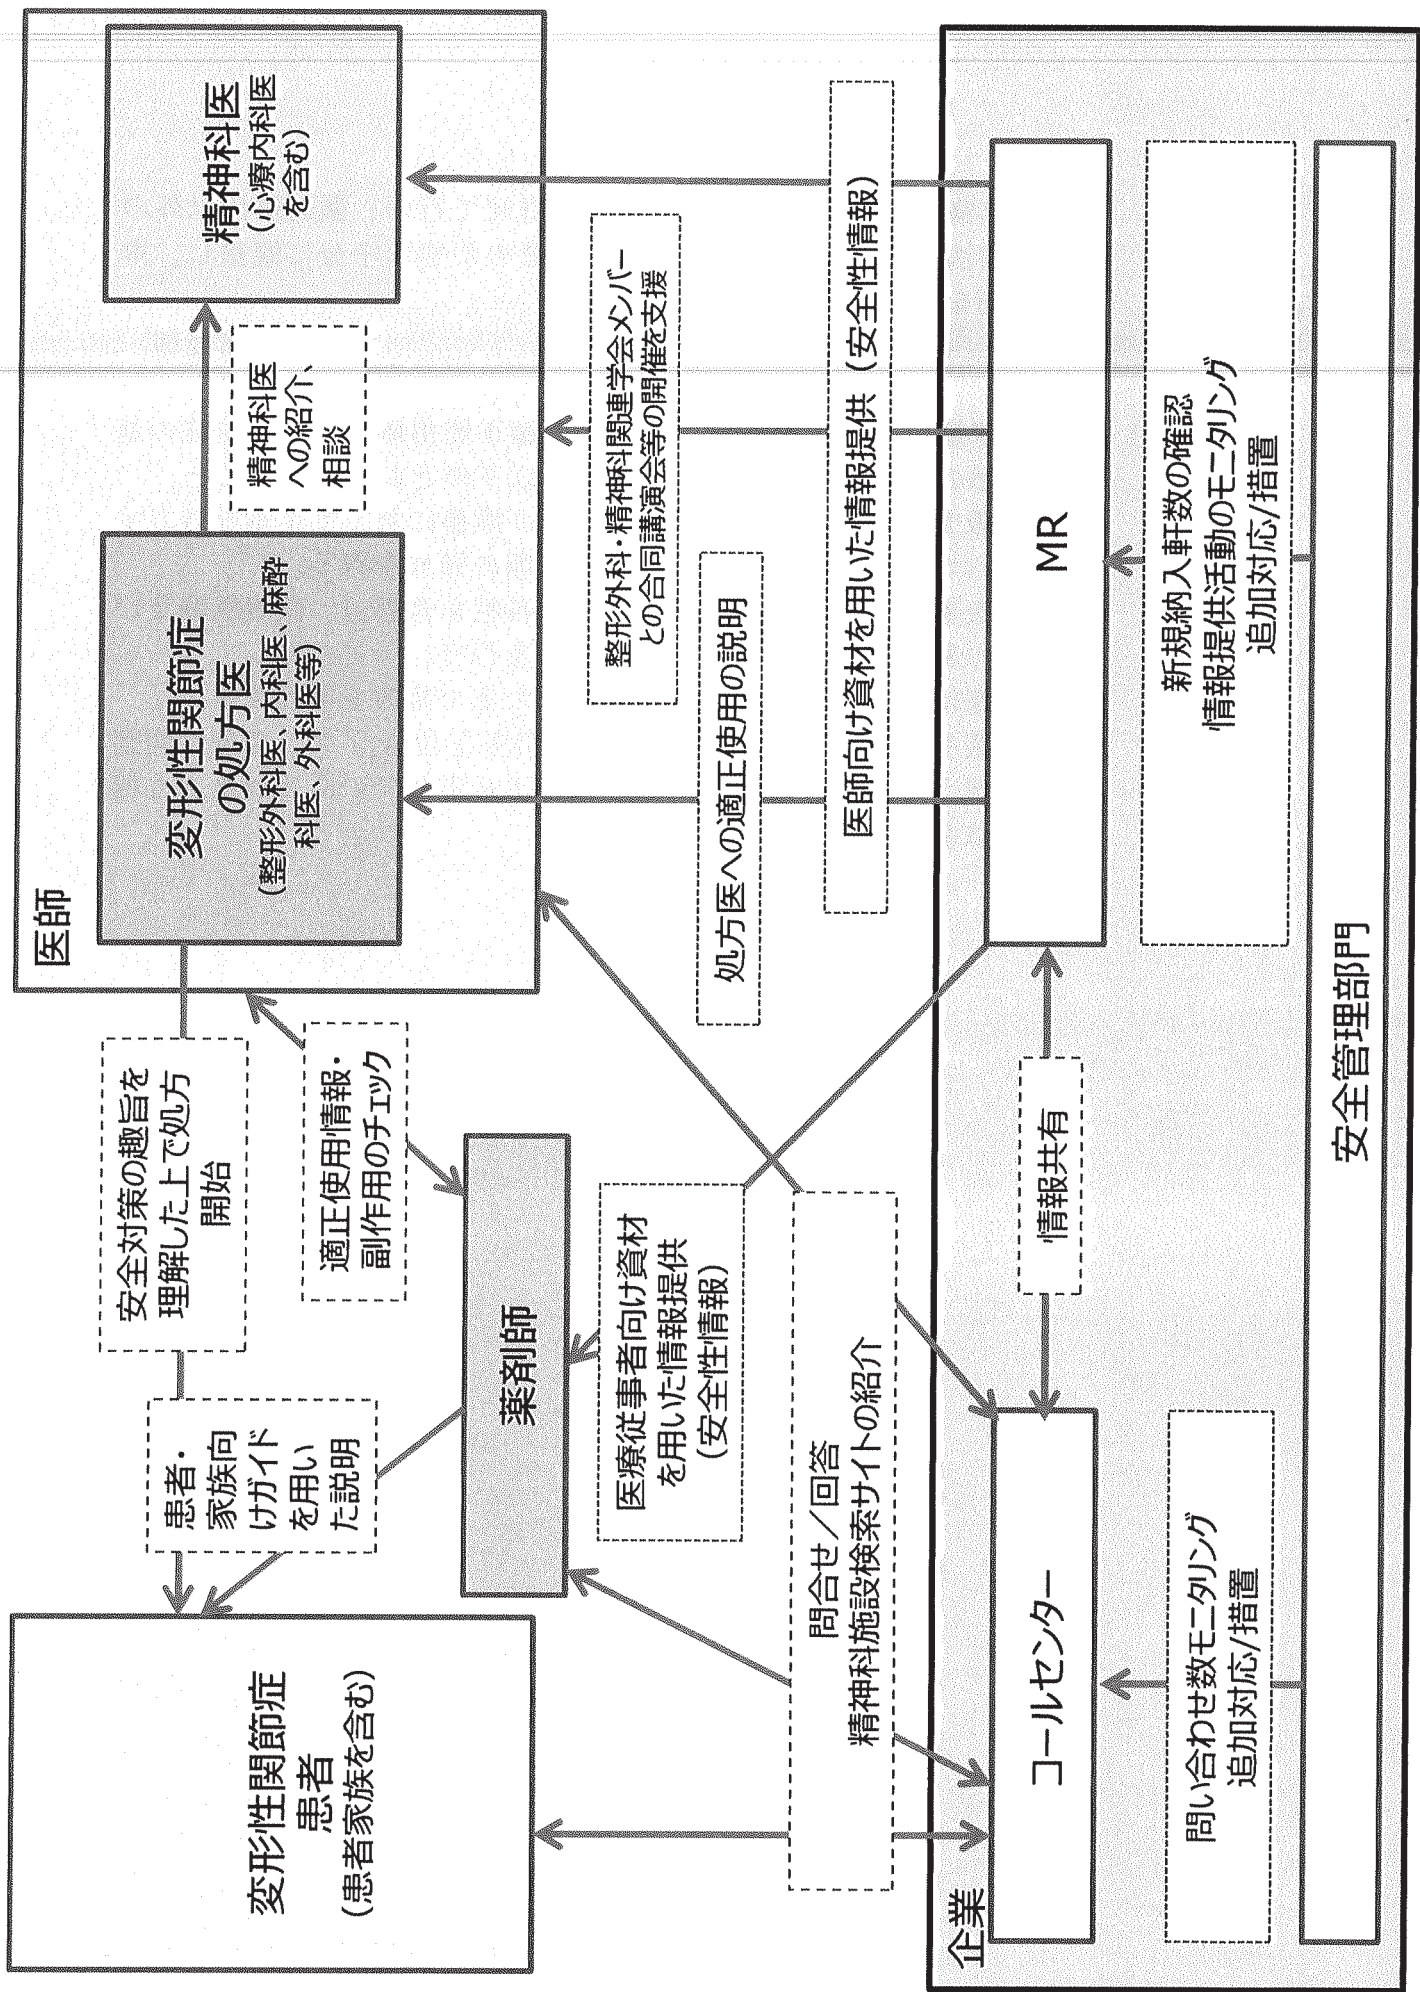 変形性関節症
患者
(患者家族を含む)
患者・
家族向
けガイド
を用い
た説明
安全対策の趣旨を
理解した上で処方
開始
医師
変形性関節症
の処方医
(整形外科医、内科医、麻酔
科医、外科医等)
精神科医
への紹介、
相談
精神科医
(心療内科医
を含む)
適正使用情報・
副作用のチェック
薬剤師
医療従事者向け資材
を用いた情報提供
(安全性情報)
整形外科・精神科関連学会メンバー
との合同講演会等の開催を支援
処方医への適正使用の説明
医師向け資材を用いた情報提供(安全性情報)
問合せ/回答
精神科施設検索サイトの紹介
企業
コールセンター
情報共有
MR
問い合わせ数モニタリング
追加対応/措置
新規納入軒数の確認
情報提供活動のモニタリング
追加対応/措置
安全管理部門